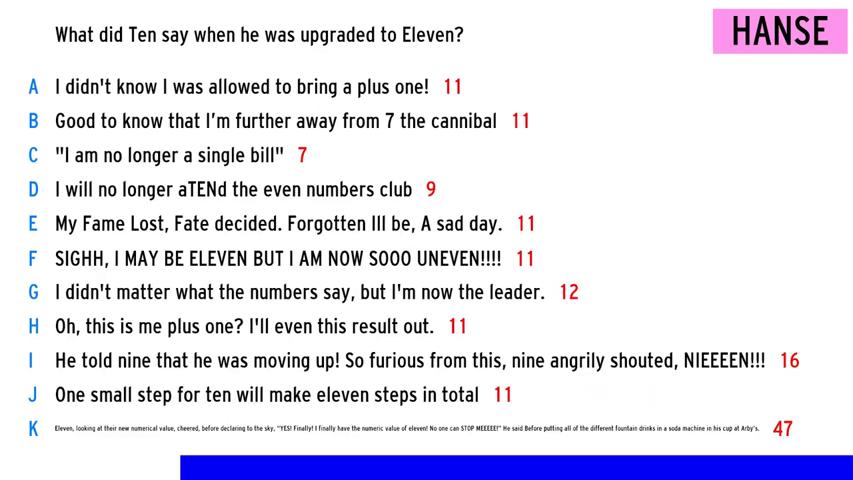 What did Ten say when he was upgraded to Eleven?
HANSE
A I didn't know I was allowed to bring a plus one! 11
B Good to know that I'm further away from 7 the cannibal 11
C "I am no longer a single bill" 7
D I will no longer aTENd the even numbers club 9
E My Fame Lost, Fate decided. Forgotten Ill be, A sad day. 11
F SIGHH, I MAY BE ELEVEN BUT I AM NOW SOOO UNEVEN!!!! 11
G I didn't matter what the numbers say, but I'm now the leader. 12
H Oh, this is me plus one? I'll even this result out. 11
I He told nine that he was moving up! So furious from this, nine angrily shouted, NIEEEEN!!! 16
J One small step for ten will make eleven steps in total 11
K Eleven, looking at their new numerical value, cheered, before declaring to the sky, "YES! Finally! I finally have the numeric value of eleven! No one can STOP MEEEEE!" He said Before putting all of the different fountain drinks in a soda machine in his cup at Arby's. 47